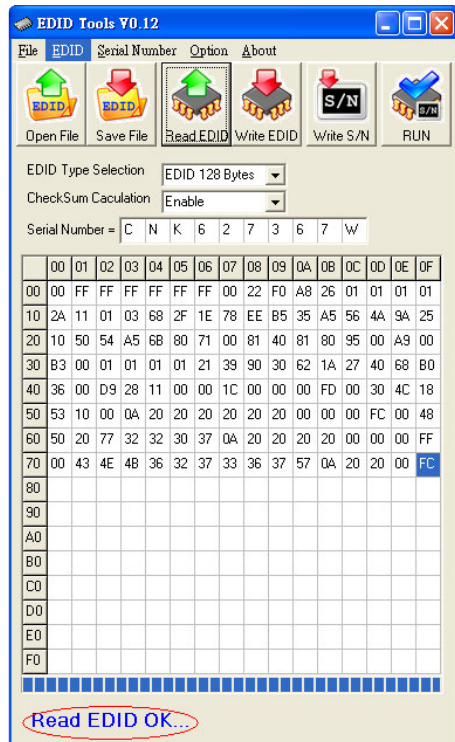 EDID Tools V0.12
File EDID Serial Number Option About
EDID EDID S/N S/N
Open File Save File Read EDID Write EDID Write S/N RUN
EDID Type Selection EDID 128 Bytes
CheckSum Caculation Enable
Serial Number = C N K 6 2 7 3 6 7 W
00 01 02 03 04 05 06 07 08 09 0A 0B 0C 0D 0E 0F
00 00 FF FF FF FF FF FF 00 22 F0 A8 26 01 01 01 01
10 2A 11 01 03 68 2F 1E 78 EE B5 35 A5 56 4A 9A 25
20 10 50 54 A5 6B 80 71 00 81 40 81 80 95 00 A9 00
30 B3 00 01 01 01 01 21 39 90 30 62 1A 27 40 68 B0
40 36 00 D9 28 11 00 00 1C 00 00 00 FD 00 30 4C 18
50 53 10 00 0A 20 20 20 20 20 20 00 00 00 FC 00 48
60 50 20 77 32 32 30 37 0A 20 20 20 20 00 00 00 FF
70 00 43 4E 4B 36 32 37 33 36 37 57 0A 20 20 00 FC
80
90
A0
B0
C0
D0
E0
F0
Read EDID OK...